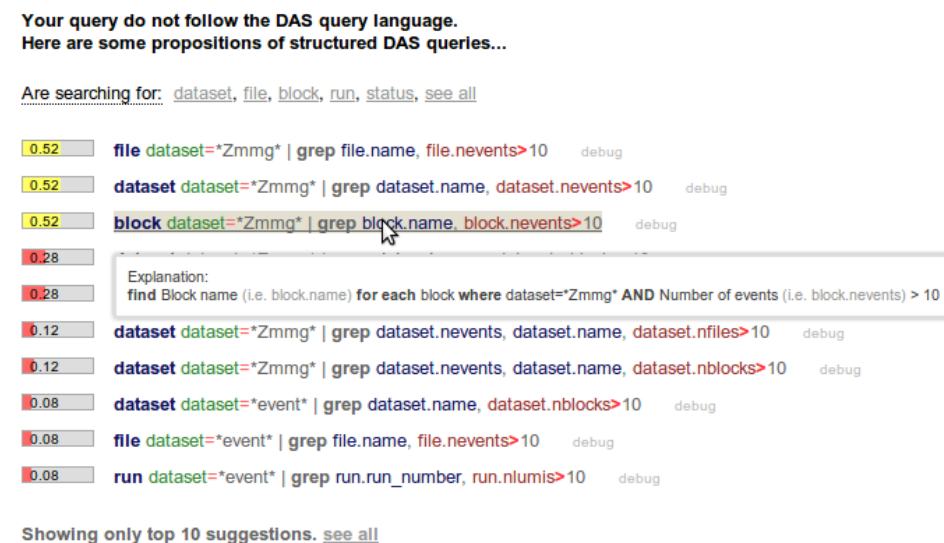 Your query do not follow the DAS query language.
Here are some propositions of structured DAS queries...
Are searching for: dataset, file, block, run, status, see all
0.52 file dataset=*Zmmg* | grep file.name, file.nevents>10 debug
0.52 dataset dataset=*Zmmg* | grep dataset.name, dataset.nevents>10 debug
0.52 block dataset=*Zmmg* | grep block.name, block.nevents>10 debug
0.28
Explanation:
0.28 find Block name (i.e. block.name) for each block where dataset=*Zmmg* AND Number of events (i.e. block.nevents) > 10
0.12 dataset dataset=*Zmmg* | grep dataset.nevents, dataset.name, dataset.nfiles>10 debug
0.12 dataset dataset=*Zmmg* | grep dataset.nevents, dataset.name, dataset.nblocks>10 debug
0.08 dataset dataset=*event* | grep dataset.name, dataset.nblocks>10 debug
0.08 file dataset=*event* | grep file.name, file.nevents>10 debug
0.08 run dataset=*event* | grep run.run_number, run.nlumis>10 debug
Showing only top 10 suggestions. see all